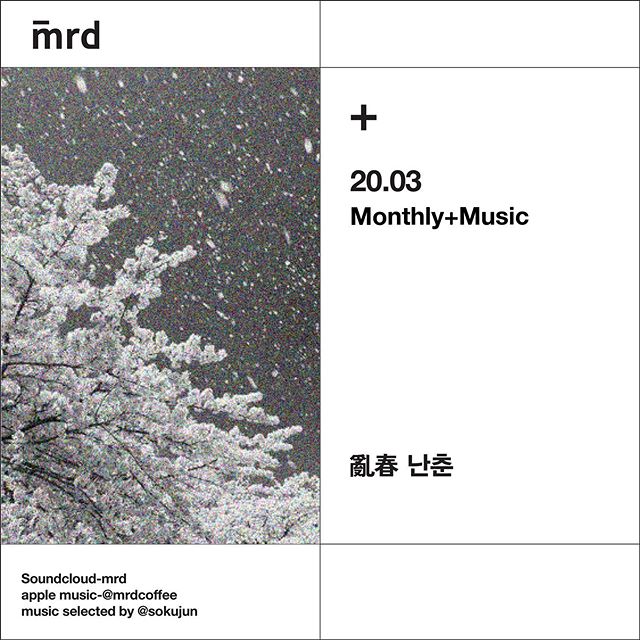 m̄rd
+
20.03
Monthly+Music
亂春 난춘
Soundcloud-mrd
apple music-@mrdcoffee
music selected by @sokujun